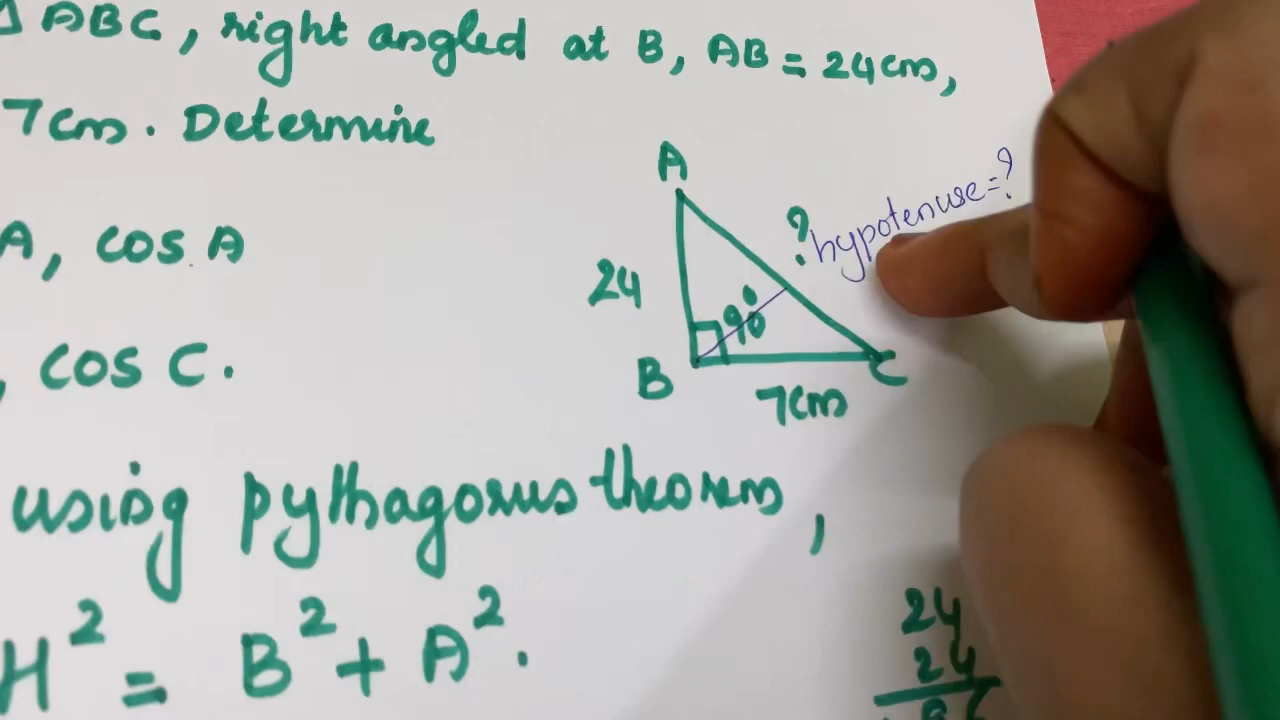 △ ABC, right angled at B, AB = 24cm,
7cm. Determine
A, cos A
, cos C.
A
24
?
hypotenuse=?
90°
B
C
7cm
using pythagorus theorem,
H² = B² + A².
24
24